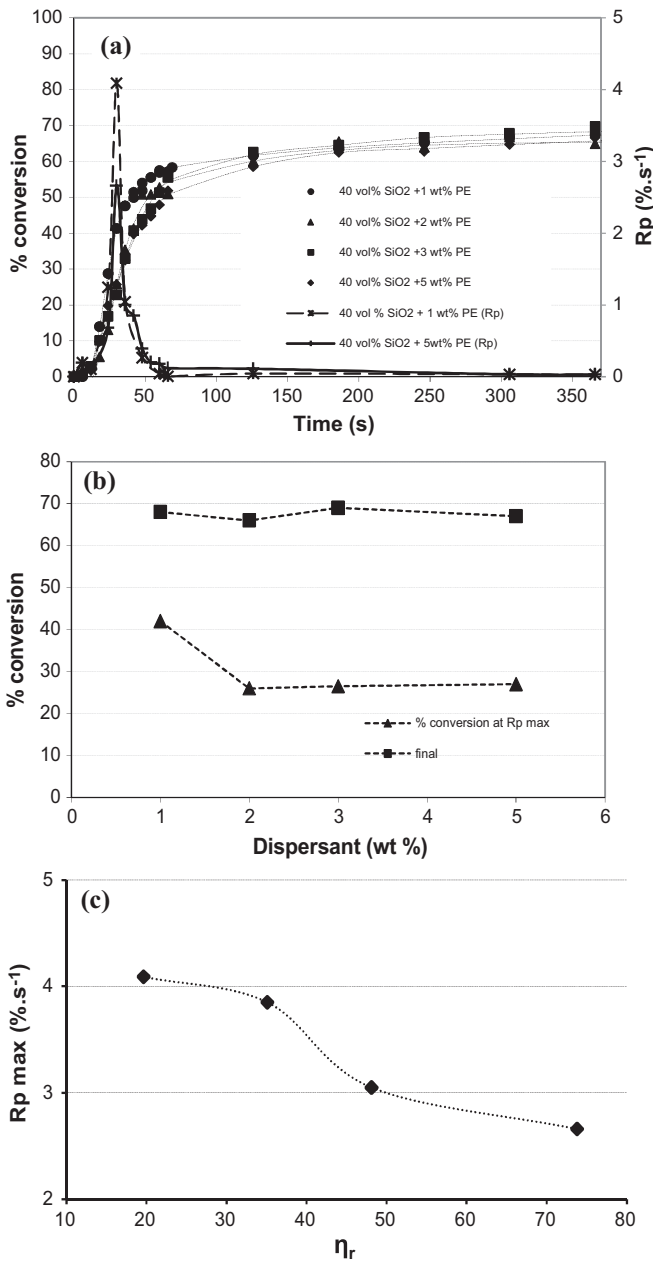 (a)
100
90
80
70
60
50
40
30
20
10
0
% conversion
5
4
3
2
1
0
Rp (%.s-1)
40 vol% SiO2 +1 wt% PE
40 vol% SiO2 +2 wt% PE
40 vol% SiO2 +3 wt% PE
40 vol% SiO2 +5 wt% PE
40 vol % SiO2 + 1 wt% PE (Rp)
40 vol% SiO2 + 5wt% PE (Rp)
0 50 100 150 200 250 300 350
Time (s)
(b)
80
70
60
50
40
30
20
10
0
% conversion
% conversion at Rp max
final
0 1 2 3 4 5 6
Dispersant (wt %)
(c)
5
4
3
2
Rp max (%.s-1)
10 20 30 40 50 60 70 80
ηr